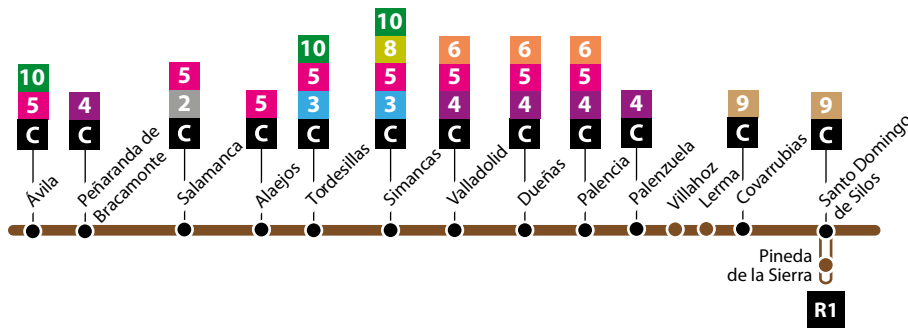 10
5
C
Ávila
4
C
Peñaranda de
Bracamonte
5
2
C
Salamanca
5
C
Alaejos
10
5
3
C
Tordesillas
10
8
5
3
C
Simancas
6
5
4
C
Valladolid
6
5
4
C
Dueñas
6
5
4
C
Palencia
4
C
Palenzuela
Villahoz
Lerma
9
C
Covarrubias
9
C
Santo Domingo
de Silos
Pineda
de la Sierra
R1